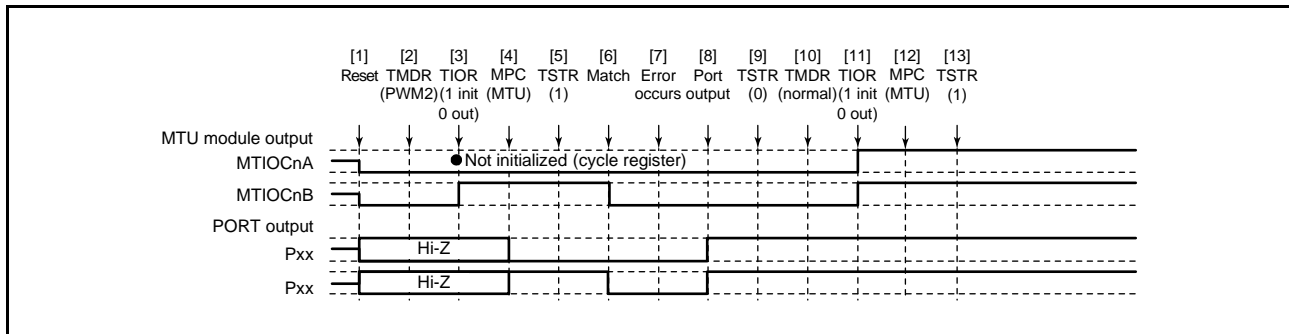 [1] [2] [3] [4] [5] [6] [7] [8] [9] [10] [11] [12] [13]
Reset TMDR TIOR MPC TSTR Match Error Port TSTR TMDR TIOR MPC TSTR
(PWM2) (1 init (MTU) (1) occurs output (0) (normal) (1 init (MTU) (1)
0 out) 0 out)
MTU module output
MTIOCnA ● Not initialized (cycle register)
MTIOCnB
PORT output
Pxx Hi-Z
Pxx Hi-Z